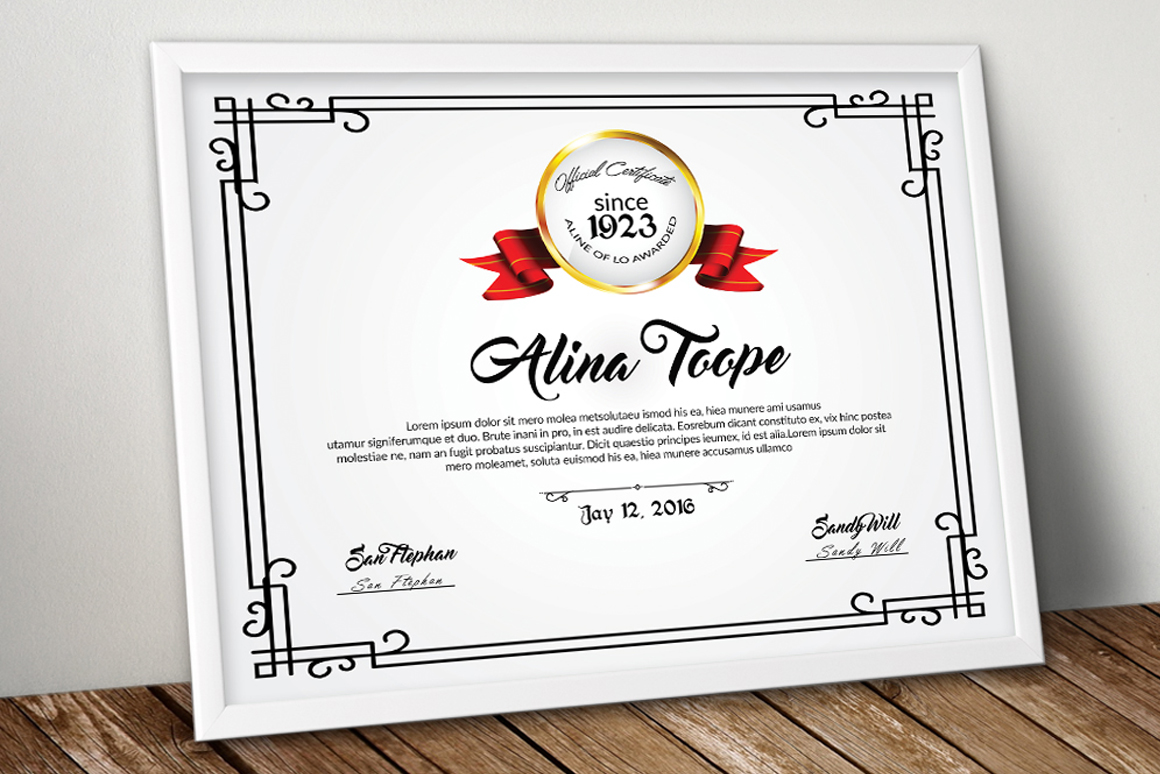 Official Certificate
since
1923
ALINE OF LO AWARDED
Alina Toope
Lorem ipsum dolor sit mero molea metsolutaeu ismod his ea, hiea munere ami usamus
utamur signiferumque et duo. Brute inani in pro, in est audire delicata. Eosrebum dicant constituto ex, vix hinc postea
molestiae ne, nam an fugit probatus suscipiantur. Dicit quaestio principes ieumex, id est alia.Lorem ipsum dolor sit
mero moleamet, soluta euismod his ea, hiea munere accusamus ullamco
Jay 12, 2016
San Ftephan
San Ftephan
Sandy Will
Sandy Will